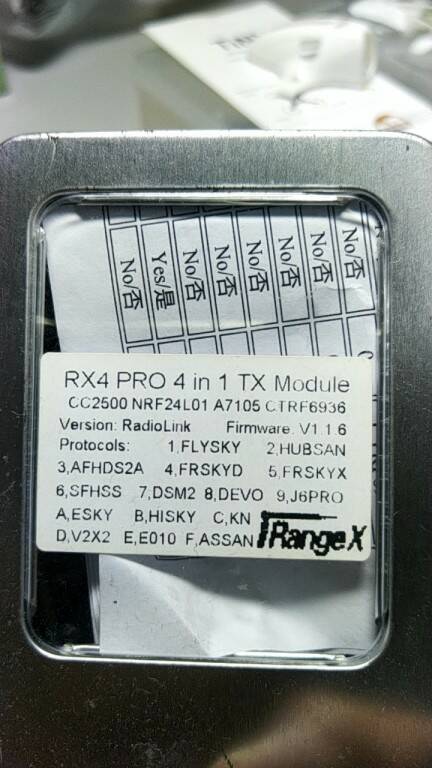 No/否
Yes/是
No/否
No/否
No/否
No/否
No/否
No/否
RX4 PRO 4 in 1 TX Module
CC2500 NRF24L01 A7105 CTRF6936
Version: RadioLink Firmware: V1.1.6
Protocols: 1,FLYSKY 2,HUBSAN
3,AFHDS2A 4,FRSKYD 5,FRSKYX
6,SFHSS 7,DSM2 8,DEVO 9,J6PRO
A,ESKY B,HISKY C,KN
D,V2X2 E,E010 F,ASSAN
iRangeX